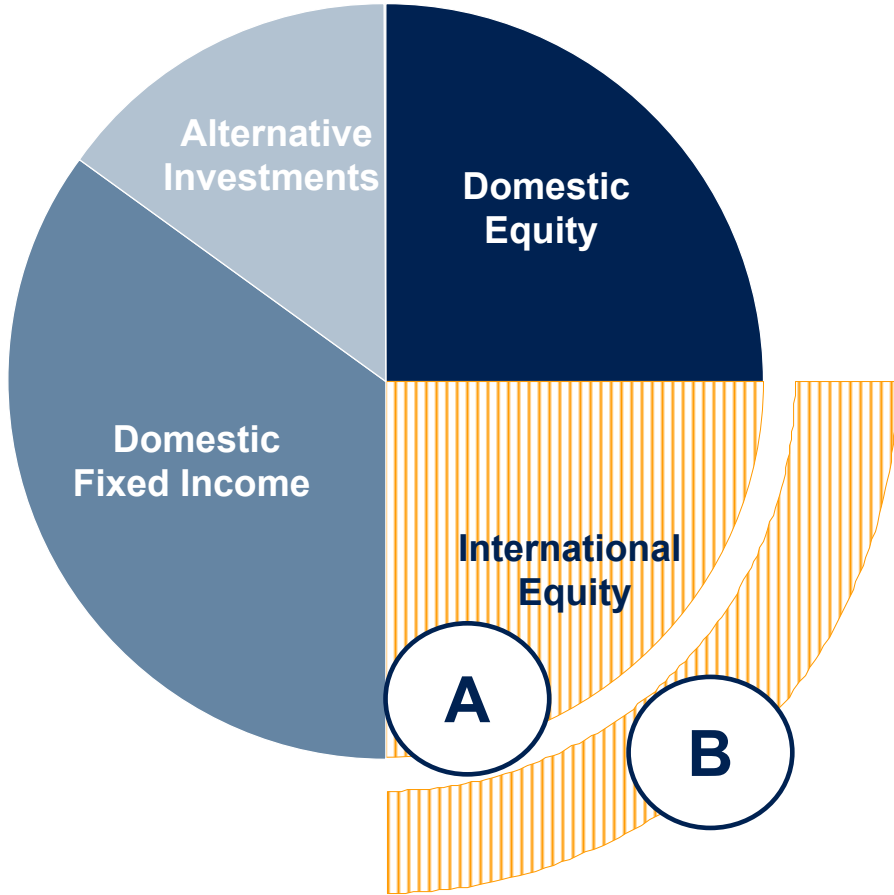 Alternative
Investments
Domestic
Equity
Domestic
Fixed Income
International
Equity
A
B